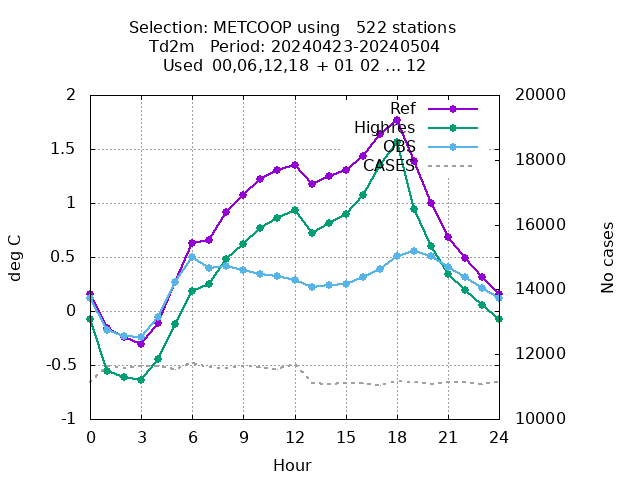 Selection: METCOOP using   522 stations
Td2m   Period: 20240423-20240504
Used 00,06,12,18 + 01 02 ... 12
2
1.5
1
0.5
0
-0.5
-1
20000
18000
16000
14000
12000
10000
Ref
Highres
OBS
CASES
deg C
No cases
0 3 6 9 12 15 18 21 24
Hour